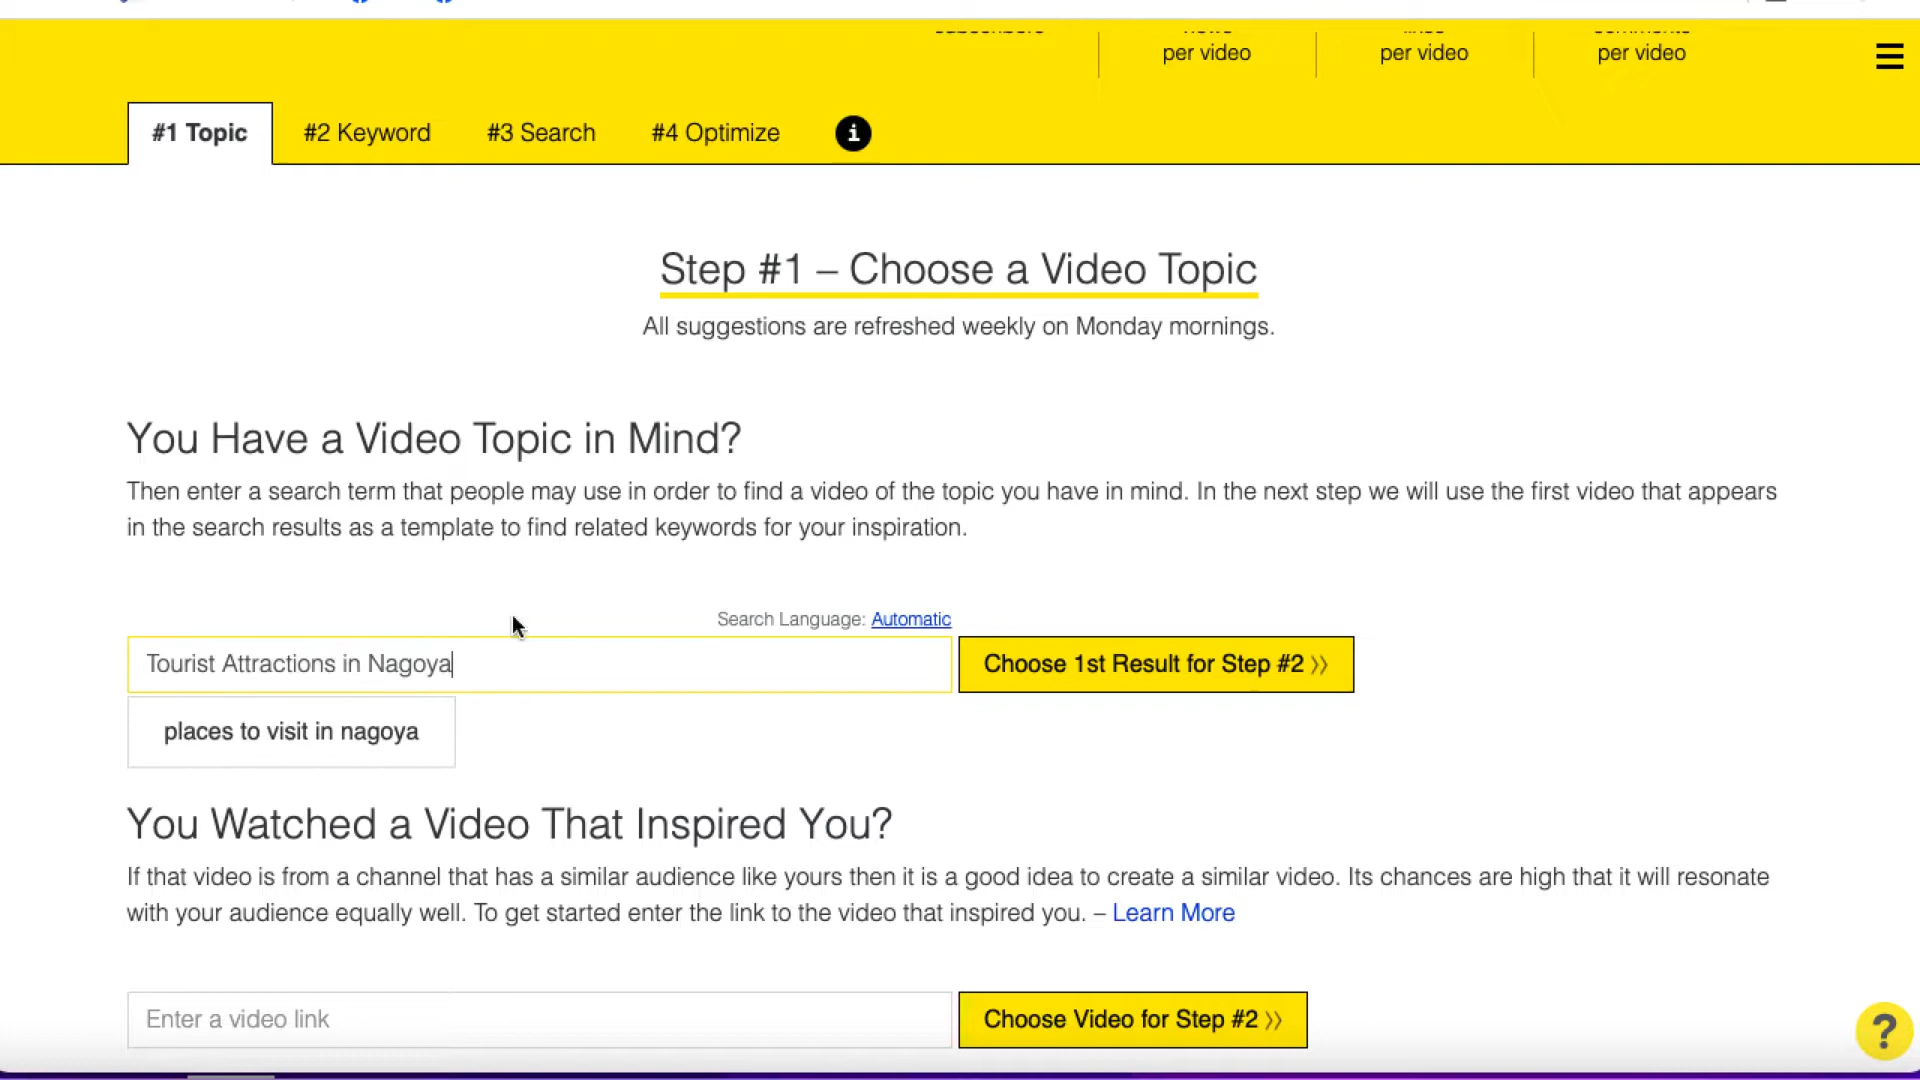 per video
per video
per video
#1 Topic
#2 Keyword
#3 Search
#4 Optimize
i
Step #1 – Choose a Video Topic
All suggestions are refreshed weekly on Monday mornings.
You Have a Video Topic in Mind?
Then enter a search term that people may use in order to find a video of the topic you have in mind. In the next step we will use the first video that appears
in the search results as a template to find related keywords for your inspiration.
Search Language: Automatic
Tourist Attractions in Nagoya
Choose 1st Result for Step #2 ⟩⟩
places to visit in nagoya
You Watched a Video That Inspired You?
If that video is from a channel that has a similar audience like yours then it is a good idea to create a similar video. Its chances are high that it will resonate
with your audience equally well. To get started enter the link to the video that inspired you. – Learn More
Enter a video link
Choose Video for Step #2 ⟩⟩
?